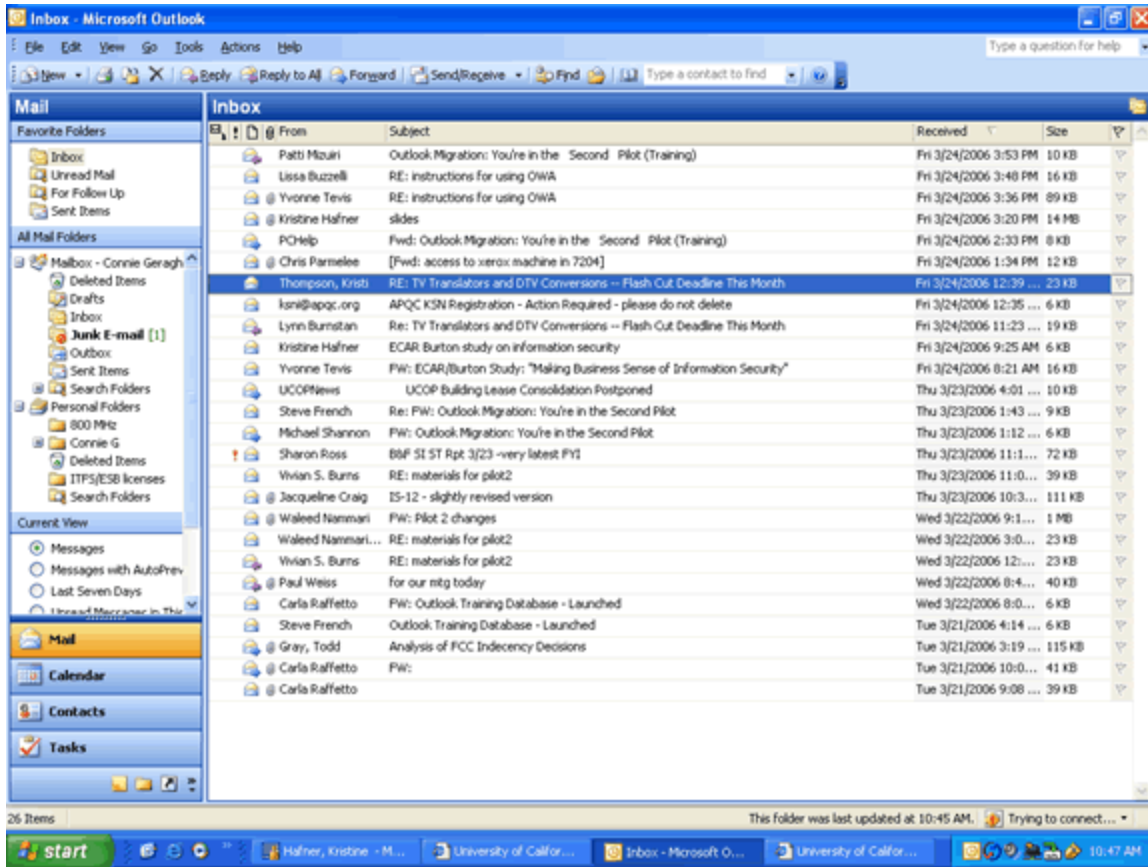 Inbox - Microsoft Outlook
File Edit View Go Tools Actions Help Type a question for help
New Reply Reply to All Forward Send/Receive Find Type a contact to find
Mail Inbox
Favorite Folders
Inbox
Unread Mail
For Follow Up
Sent Items
All Mail Folders
Mailbox - Connie Geragh
Deleted Items
Drafts
Inbox
Junk E-mail [1]
Outbox
Sent Items
Search Folders
Personal Folders
800 MHz
Connie G
Deleted Items
ITFS/ESB licenses
Search Folders
Current View
Messages
Messages with AutoPrev
Last Seven Days
Unread Messages in This
Mail
Calendar
Contacts
Tasks
From Subject Received Size
Patti Mizuiri Outlook Migration: You're in the Second Pilot (Training) Fri 3/24/2006 3:53 PM 10 KB
Lissa Buzzelli RE: instructions for using OWA Fri 3/24/2006 3:48 PM 16 KB
Yvonne Tevis RE: instructions for using OWA Fri 3/24/2006 3:36 PM 89 KB
Kristine Hafner slides Fri 3/24/2006 3:20 PM 14 MB
PCHelp Fwd: Outlook Migration: You're in the Second Pilot (Training) Fri 3/24/2006 2:33 PM 8 KB
Chris Parmelee [Fwd: access to xerox machine in 7204] Fri 3/24/2006 1:34 PM 12 KB
Thompson, Kristi RE: TV Translators and DTV Conversions -- Flash Cut Deadline This Month Fri 3/24/2006 12:39 ... 23 KB
ksni@apqc.org APQC KSN Registration - Action Required - please do not delete Fri 3/24/2006 12:35 ... 6 KB
Lynn Burnstan Re: TV Translators and DTV Conversions -- Flash Cut Deadline This Month Fri 3/24/2006 11:23 ... 19 KB
Kristine Hafner ECAR Burton study on information security Fri 3/24/2006 9:25 AM 6 KB
Yvonne Tevis FW: ECAR/Burton Study: "Making Business Sense of Information Security" Fri 3/24/2006 8:21 AM 16 KB
UCOPNews UCOP Building Lease Consolidation Postponed Thu 3/23/2006 4:01 ... 10 KB
Steve French Re: FW: Outlook Migration: You're in the Second Pilot Thu 3/23/2006 1:43 ... 9 KB
Michael Shannon FW: Outlook Migration: You're in the Second Pilot Thu 3/23/2006 1:12 ... 6 KB
Sharon Ross B&F SI ST Rpt 3/23 -very latest FYI Thu 3/23/2006 11:1... 72 KB
Vivian S. Burns RE: materials for pilot2 Thu 3/23/2006 11:0... 39 KB
Jacqueline Craig IS-12 - slightly revised version Thu 3/23/2006 10:3... 111 KB
Waleed Nammari FW: Pilot 2 changes Wed 3/22/2006 9:1... 1 MB
Waleed Nammari... RE: materials for pilot2 Wed 3/22/2006 3:0... 23 KB
Vivian S. Burns RE: materials for pilot2 Wed 3/22/2006 12:... 23 KB
Paul Weiss for our mtg today Wed 3/22/2006 8:4... 40 KB
Carla Raffetto FW: Outlook Training Database - Launched Wed 3/22/2006 8:0... 6 KB
Steve French Outlook Training Database - Launched Tue 3/21/2006 4:14 ... 6 KB
Gray, Todd Analysis of FCC Indecency Decisions Tue 3/21/2006 3:19 ... 115 KB
Carla Raffetto FW: Tue 3/21/2006 10:0... 41 KB
Carla Raffetto Tue 3/21/2006 9:08 ... 39 KB
26 Items This folder was last updated at 10:45 AM. Trying to connect...
start Hafner, Kristine - M... University of Califor... Inbox - Microsoft O... University of Califor... 10:47 AM